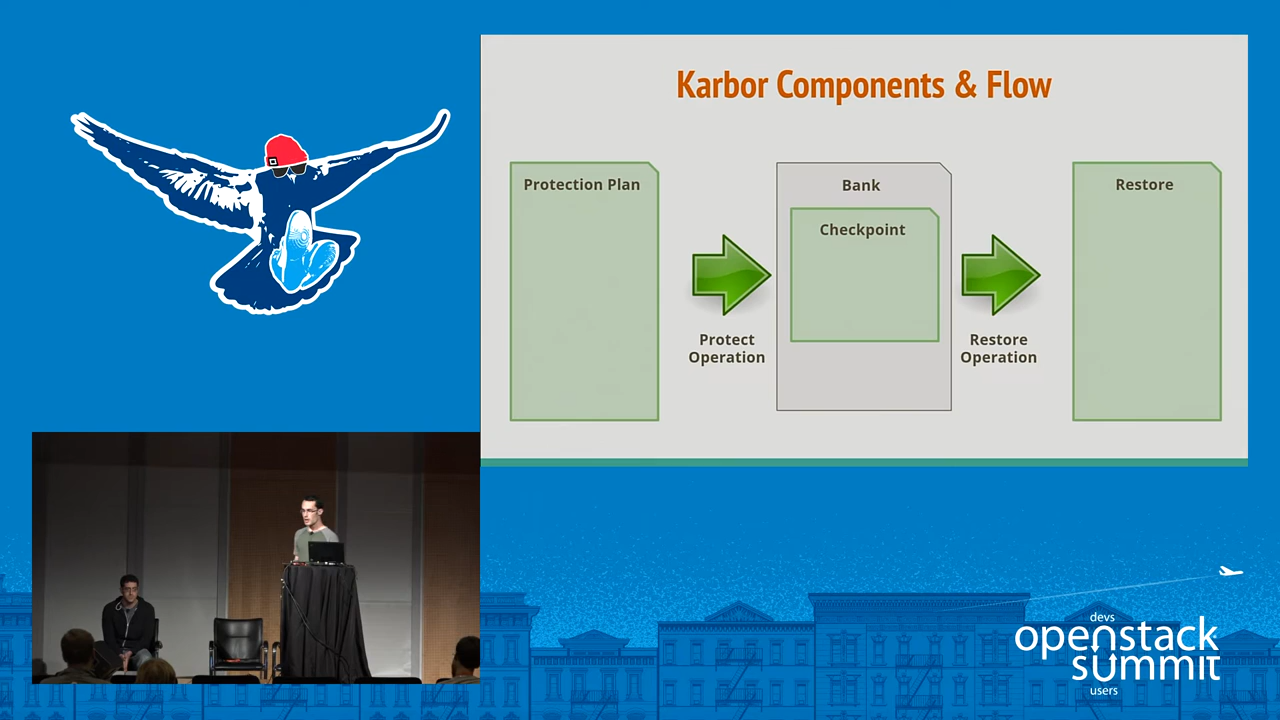 Karbor Components & Flow
Protection Plan
Protect
Operation
Bank
Checkpoint
Restore
Operation
Restore
devs
openstack
summit
users